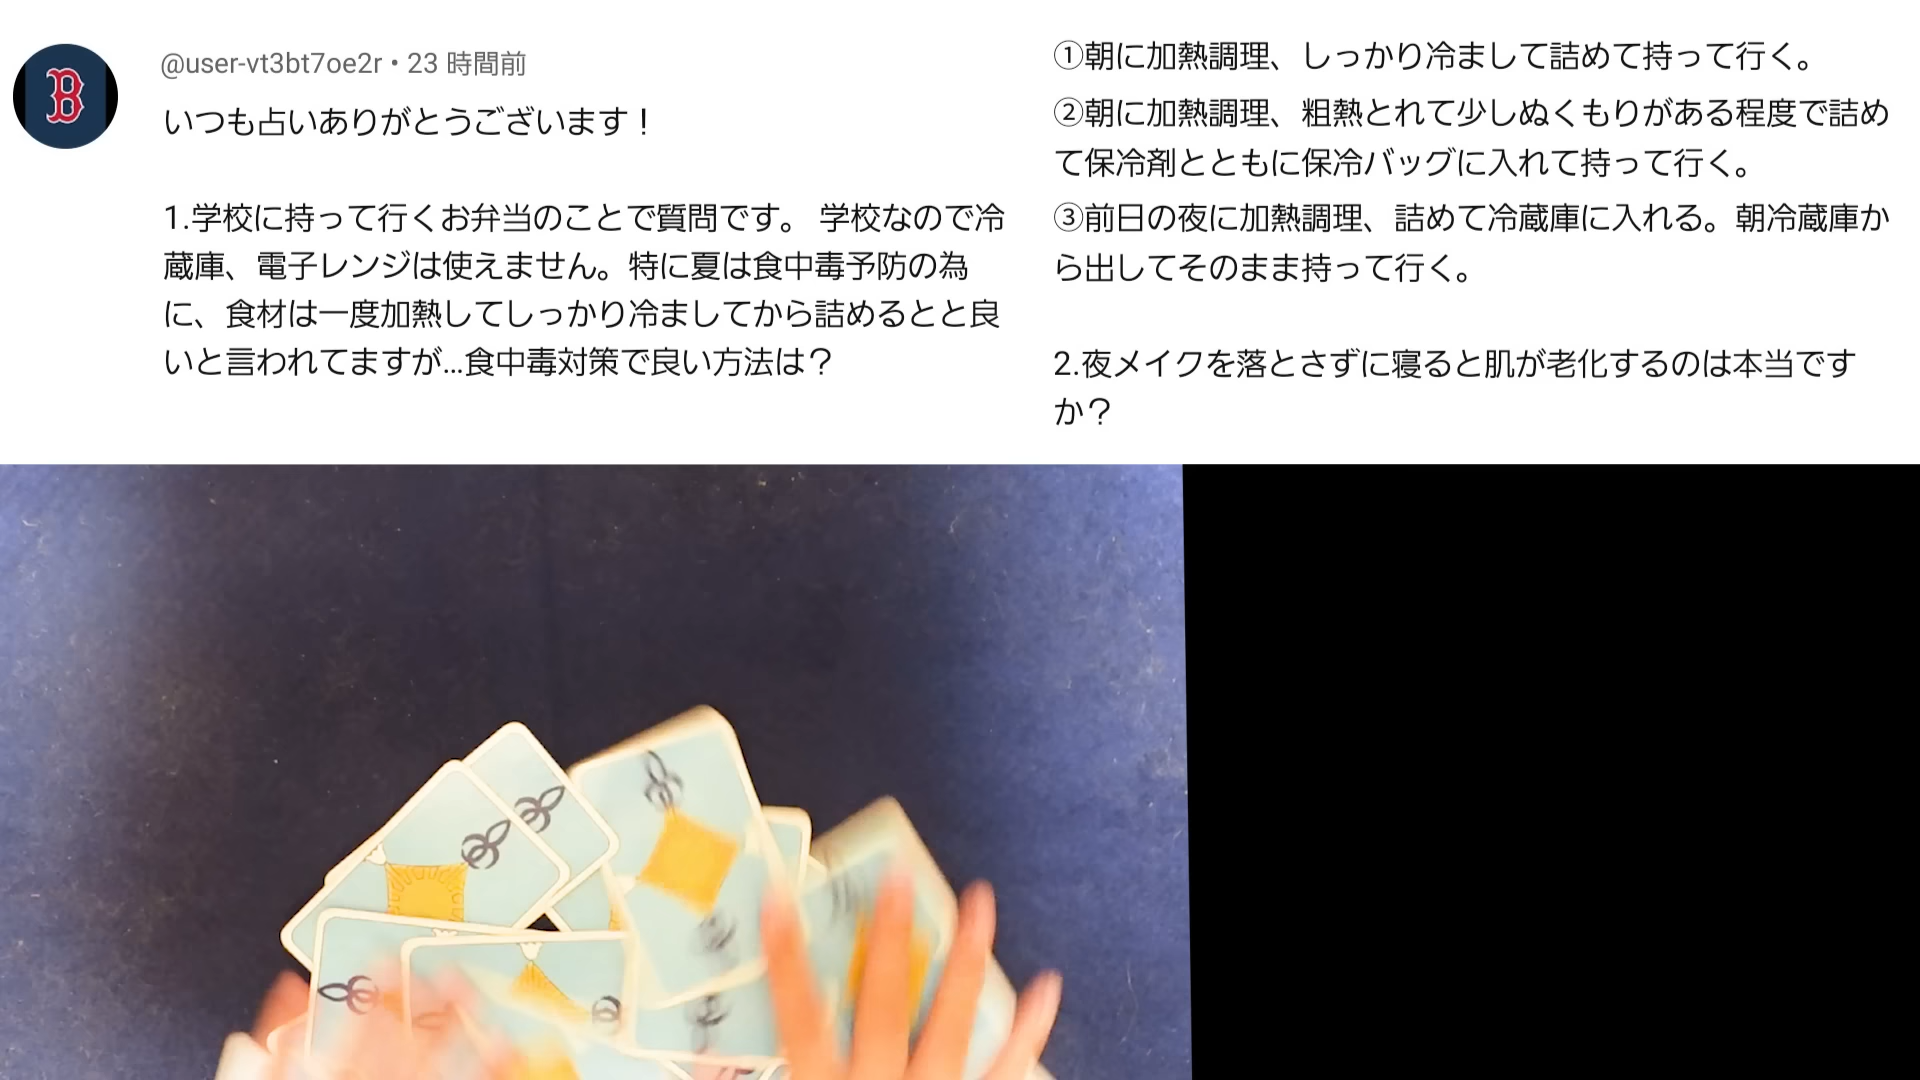 B
@user-vt3bt7oe2r • 23 時間前
いつも占いありがとうございます！
1.学校に持って行くお弁当のことで質問です。 学校なので冷
蔵庫、電子レンジは使えません。特に夏は食中毒予防の為
に、食材は一度加熱してしっかり冷ましてから詰めるとと良
いと言われてますが...食中毒対策で良い方法は？
①朝に加熱調理、しっかり冷まして詰めて持って行く。
②朝に加熱調理、粗熱とれて少しぬくもりがある程度で詰め
て保冷剤とともに保冷バッグに入れて持って行く。
③前日の夜に加熱調理、詰めて冷蔵庫に入れる。朝冷蔵庫か
ら出してそのまま持って行く。
2.夜メイクを落とさずに寝ると肌が老化するのは本当です
か？